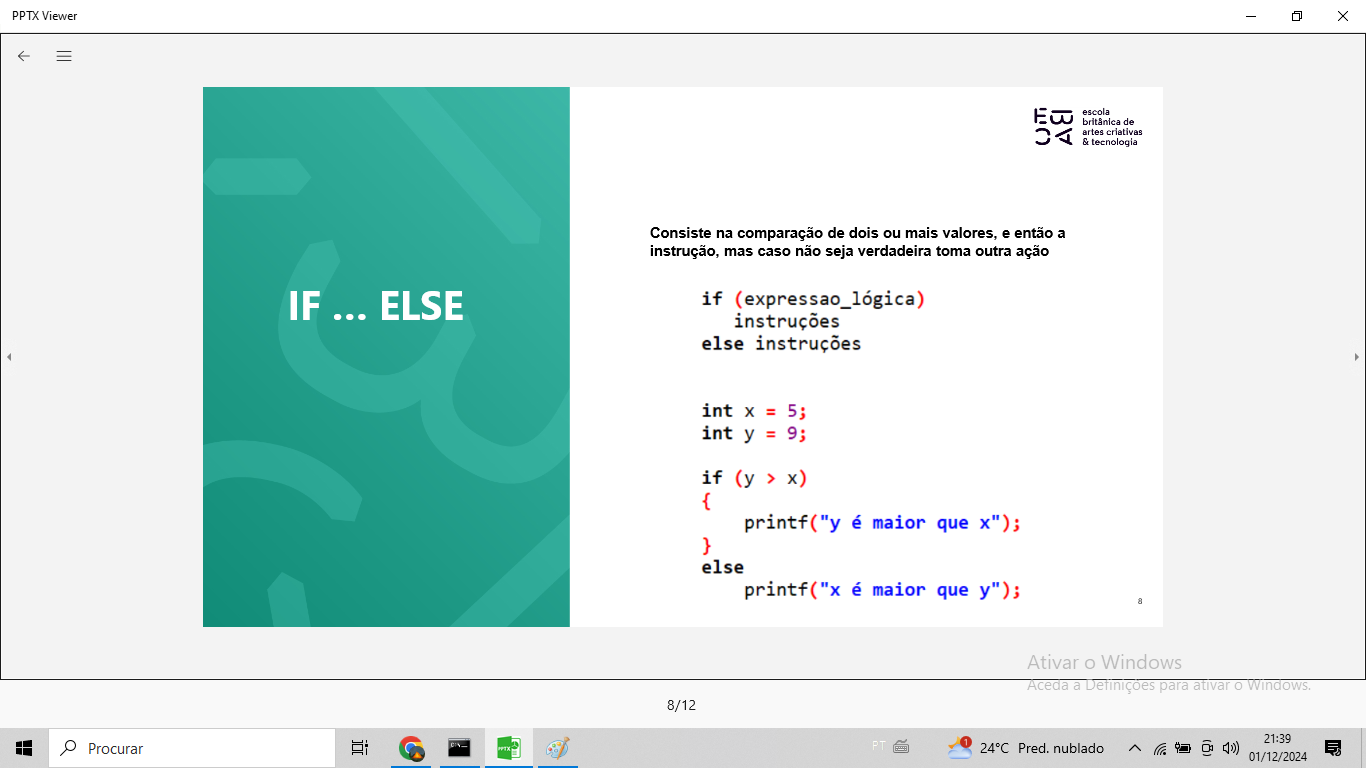 PPTX Viewer
EBAC
escola
britânica de
artes criativas
& tecnologia
IF ... ELSE
Consiste na comparação de dois ou mais valores, e então a
instrução, mas caso não seja verdadeira toma outra ação
if (expressao_lógica)
instruções
else instruções
int x = 5;
int y = 9;
if (y > x)
{
printf("y é maior que x");
}
else
printf("x é maior que y");
8
Ativar o Windows
Aceda a Definições para ativar o Windows.
8/12
Procurar
C:\
PPTX
PT
1
24°C Pred. nublado
21:39
01/12/2024